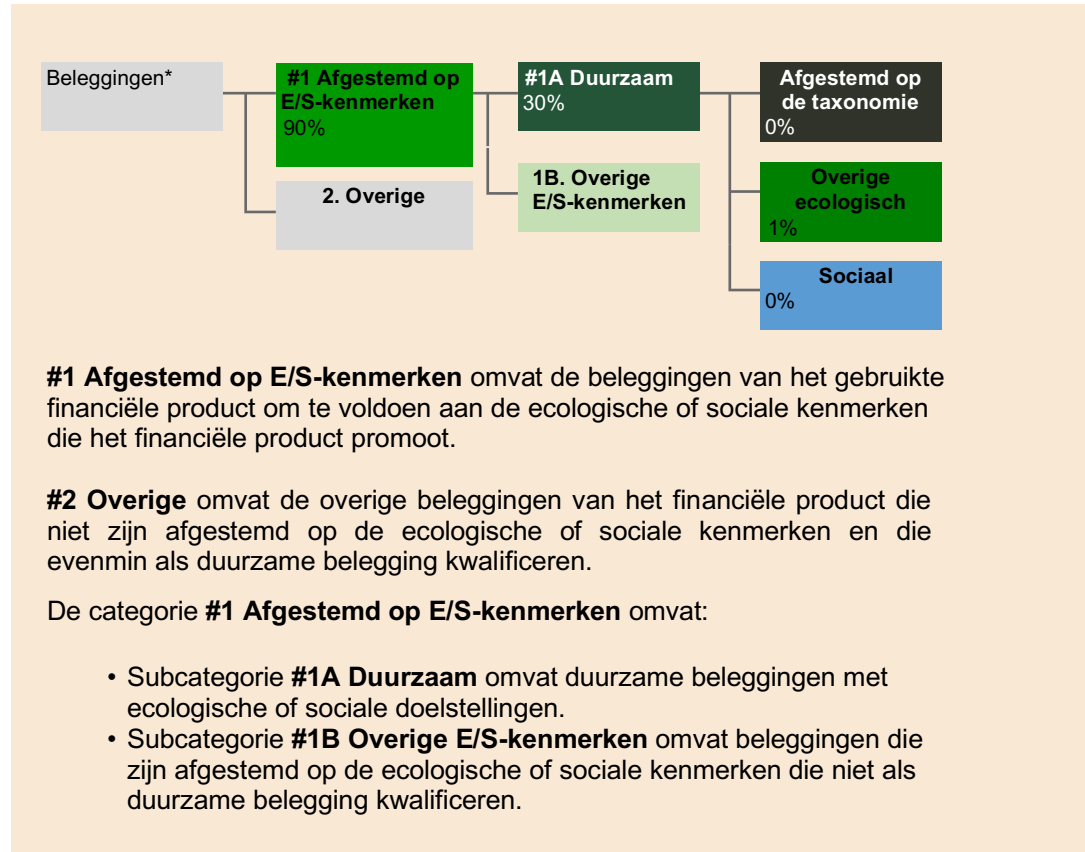 Beleggingen*
#1 Afgestemd op
E/S-kenmerken
90%
2. Overige
#1A Duurzaam
30%
1B. Overige
E/S-kenmerken
Afgestemd op
de taxonomie
0%
Overige
ecologisch
1%
Sociaal
0%
#1 Afgestemd op E/S-kenmerken omvat de beleggingen van het gebruikte
financiële product om te voldoen aan de ecologische of sociale kenmerken
die het financiële product promoot.
#2 Overige omvat de overige beleggingen van het financiële product die
niet zijn afgestemd op de ecologische of sociale kenmerken en die
evenmin als duurzame belegging kwalificeren.
De categorie #1 Afgestemd op E/S-kenmerken omvat:
• Subcategorie #1A Duurzaam omvat duurzame beleggingen met
ecologische of sociale doelstellingen.
• Subcategorie #1B Overige E/S-kenmerken omvat beleggingen die
zijn afgestemd op de ecologische of sociale kenmerken die niet als
duurzame belegging kwalificeren.